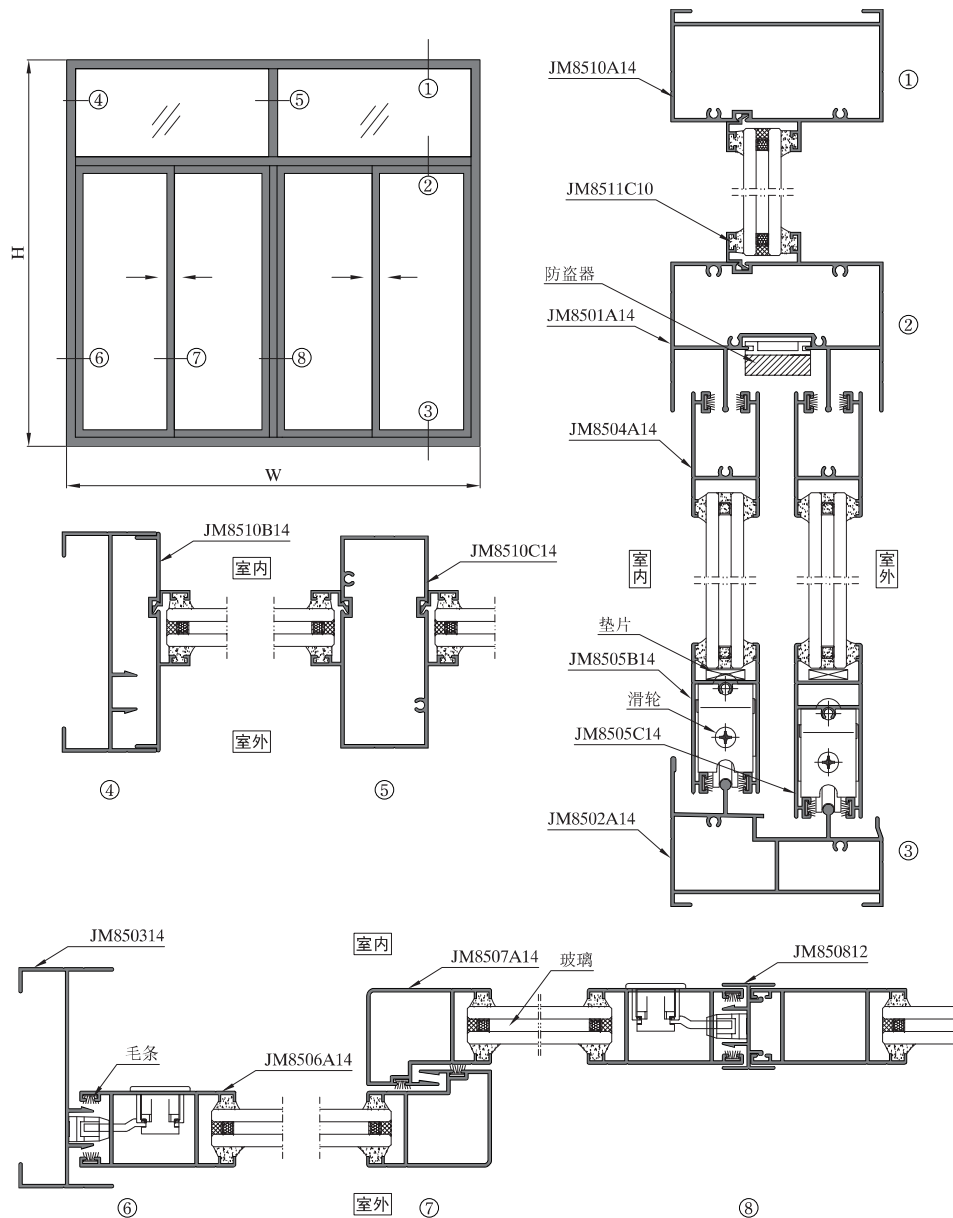 JM8510A14
①
④
⑤
①
②
JM8511C10
H
防盗器
JM8501A14
②
⑥
⑦
⑧
③
JM8504A14
W
JM8510B14
JM8510C14
室内
室内
室外
垫片
JM8505B14
滑轮
JM8505C14
室外
④
⑤
JM8502A14
③
JM850314
室内
JM8507A14
玻璃
JM850812
毛条
JM8506A14
⑥
室外
⑦
⑧